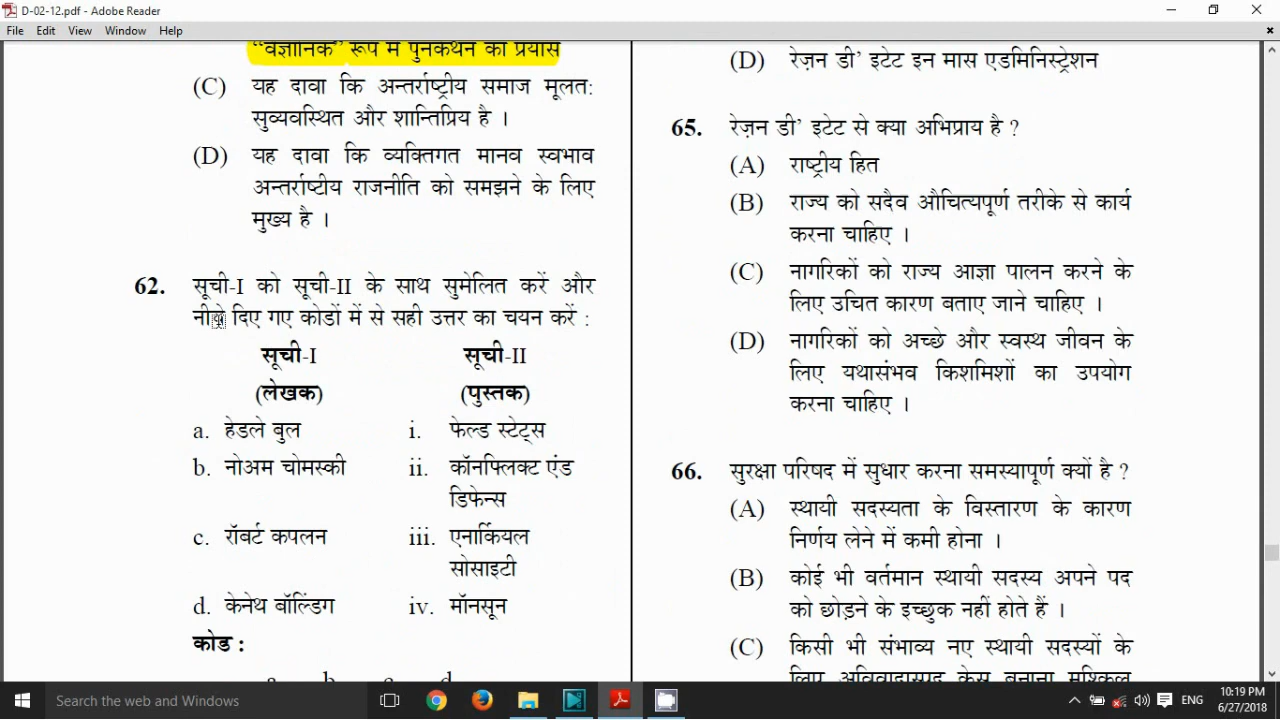 D-02-12.pdf - Adobe Reader
File Edit View Window Help
“वैज्ञानिक” रूप में पुनर्कथन का प्रयास
(C) यह दावा कि अन्तर्राष्ट्रीय समाज मूलतः
सुव्यवस्थित और शान्तिप्रिय है ।
(D) यह दावा कि व्यक्तिगत मानव स्वभाव
अन्तर्राष्टीय राजनीति को समझने के लिए
मुख्य है ।
62. सूची-I को सूची-II के साथ सुमेलित करें और
नीचे दिए गए कोडों में से सही उत्तर का चयन करें :
सूची-I सूची-II
(लेखक) (पुस्तक)
a. हेडले बुल i. फेल्ड स्टेट्स
b. नोअम चोमस्की ii. कॉनफ्लिक्ट एंड
डिफेन्स
c. रॉबर्ट कपलन iii. एनार्कियल
सोसाइटी
d. केनेथ बॉल्डिंग iv. मॉनसून
कोड :
a b c d
(D) रेज़न डी’ इटेट इन मास एडमिनिस्ट्रेशन
65. रेज़न डी’ इटेट से क्या अभिप्राय है ?
(A) राष्ट्रीय हित
(B) राज्य को सदैव औचित्यपूर्ण तरीके से कार्य
करना चाहिए ।
(C) नागरिकों को राज्य आज्ञा पालन करने के
लिए उचित कारण बताए जाने चाहिए ।
(D) नागरिकों को अच्छे और स्वस्थ जीवन के
लिए यथासंभव किशमिशों का उपयोग
करना चाहिए ।
66. सुरक्षा परिषद में सुधार करना समस्यापूर्ण क्यों है ?
(A) स्थायी सदस्यता के विस्तारण के कारण
निर्णय लेने में कमी होना ।
(B) कोई भी वर्तमान स्थायी सदस्य अपने पद
को छोड़ने के इच्छुक नहीं होते हैं ।
(C) किसी भी संभाव्य नए स्थायी सदस्यों के
लिए अविवादास्पद केस बनाना मुश्किल
Search the web and Windows
ENG
10:19 PM
6/27/2018